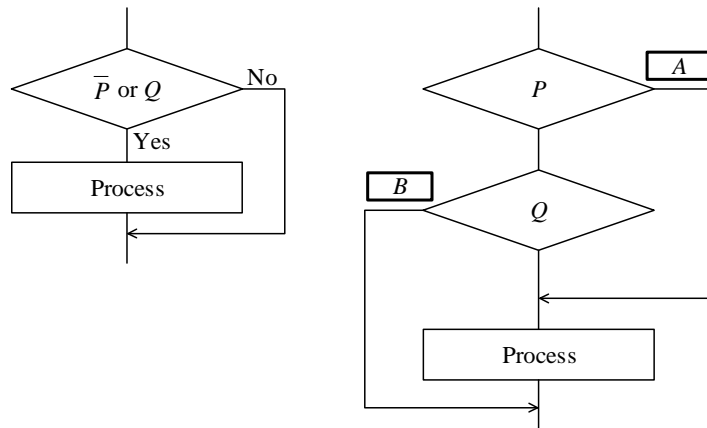 P̅ or Q
No
Yes
Process
A
P
B
Q
Process